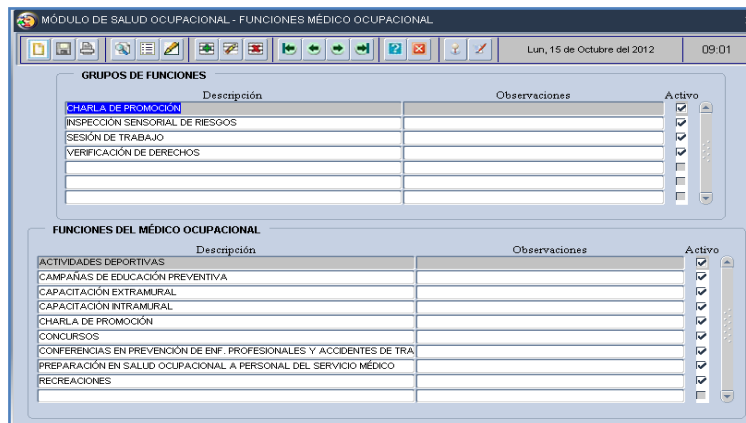 MÓDULO DE SALUD OCUPACIONAL - FUNCIONES MÉDICO OCUPACIONAL
Lun, 15 de Octubre del 2012 09:01
GRUPOS DE FUNCIONES
Descripción Observaciones Activo
CHARLA DE PROMOCIÓN
INSPECCIÓN SENSORIAL DE RIESGOS
SESIÓN DE TRABAJO
VERIFICACIÓN DE DERECHOS
FUNCIONES DEL MÉDICO OCUPACIONAL
Descripción Observaciones Activo
ACTIVIDADES DEPORTIVAS
CAMPAÑAS DE EDUCACIÓN PREVENTIVA
CAPACITACIÓN EXTRAMURAL
CAPACITACIÓN INTRAMURAL
CHARLA DE PROMOCIÓN
CONCURSOS
CONFERENCIAS EN PREVENCIÓN DE ENF. PROFESIONALES Y ACCIDENTES DE TRA
PREPARACIÓN EN SALUD OCUPACIONAL A PERSONAL DEL SERVICIO MÉDICO
RECREACIONES